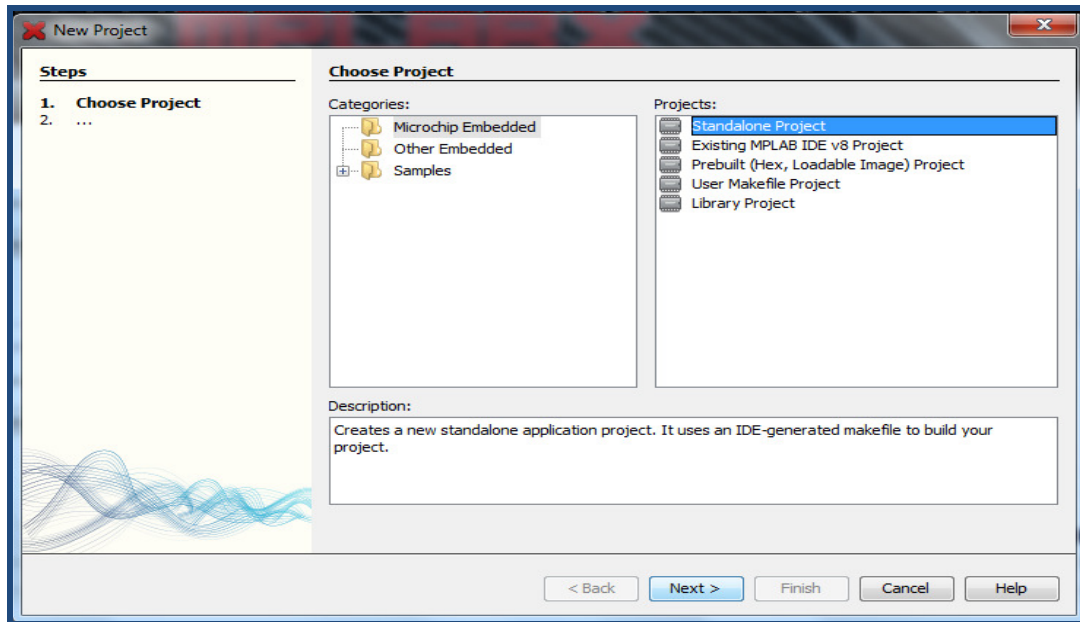 New Project
Steps
1. Choose Project
2. ...
Choose Project
Categories:
Microchip Embedded
Other Embedded
Samples
Projects:
Standalone Project
Existing MPLAB IDE v8 Project
Prebuilt (Hex, Loadable Image) Project
User Makefile Project
Library Project
Description:
Creates a new standalone application project. It uses an IDE-generated makefile to build your
project.
< Back
Next >
Finish
Cancel
Help